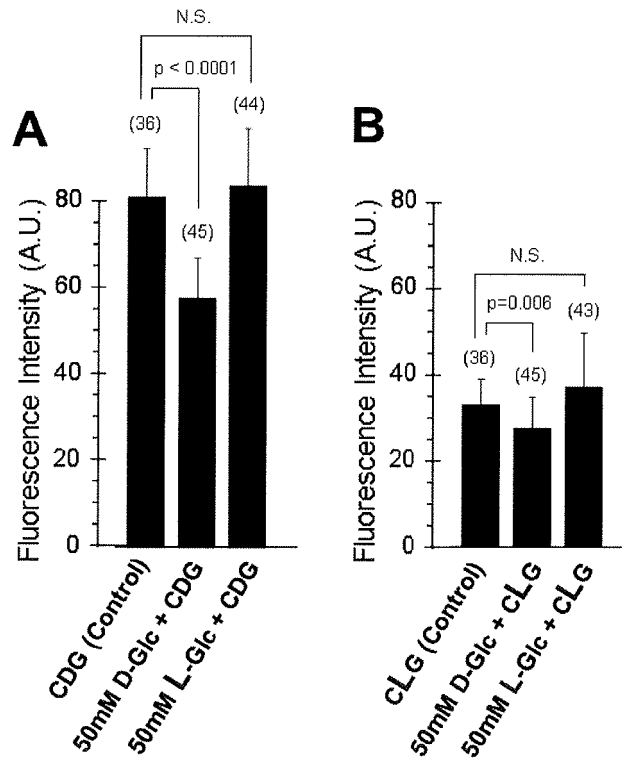 A
N.S.
p < 0.0001
(36)
(45)
(44)
Fluorescence Intensity (A.U.)
80
60
40
20
0
CDG (Control)
50mM D-Glc + CDG
50mM L-Glc + CDG
B
N.S.
p=0.006
(36)
(45)
(43)
Fluorescence Intensity (A.U.)
80
60
40
20
0
CLG (Control)
50mM D-Glc + CLG
50mM L-Glc + CLG